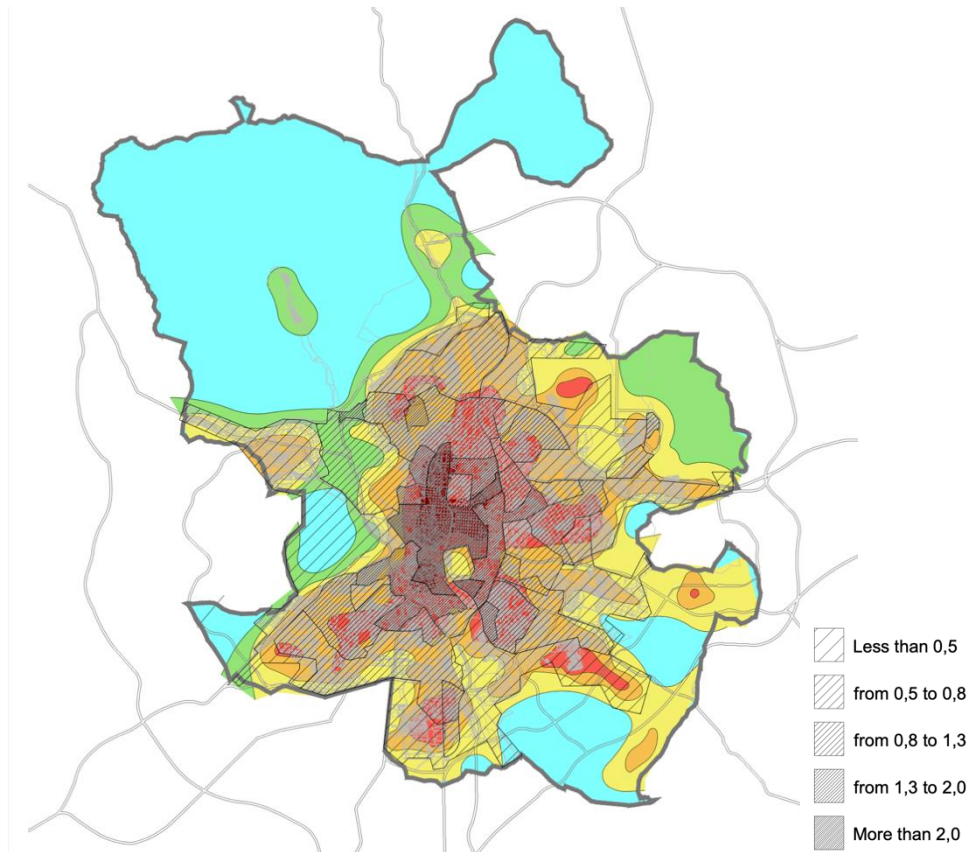 Less than 0,5
from 0,5 to 0,8
from 0,8 to 1,3
from 1,3 to 2,0
More than 2,0